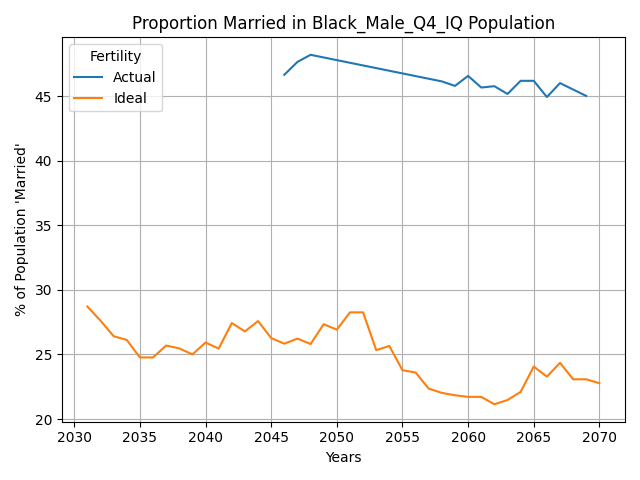 Proportion Married in Black_Male_Q4_IQ Population
Fertility
Actual
Ideal
45
40
35
30
25
20
% of Population 'Married'
2030 2035 2040 2045 2050 2055 2060 2065 2070
Years